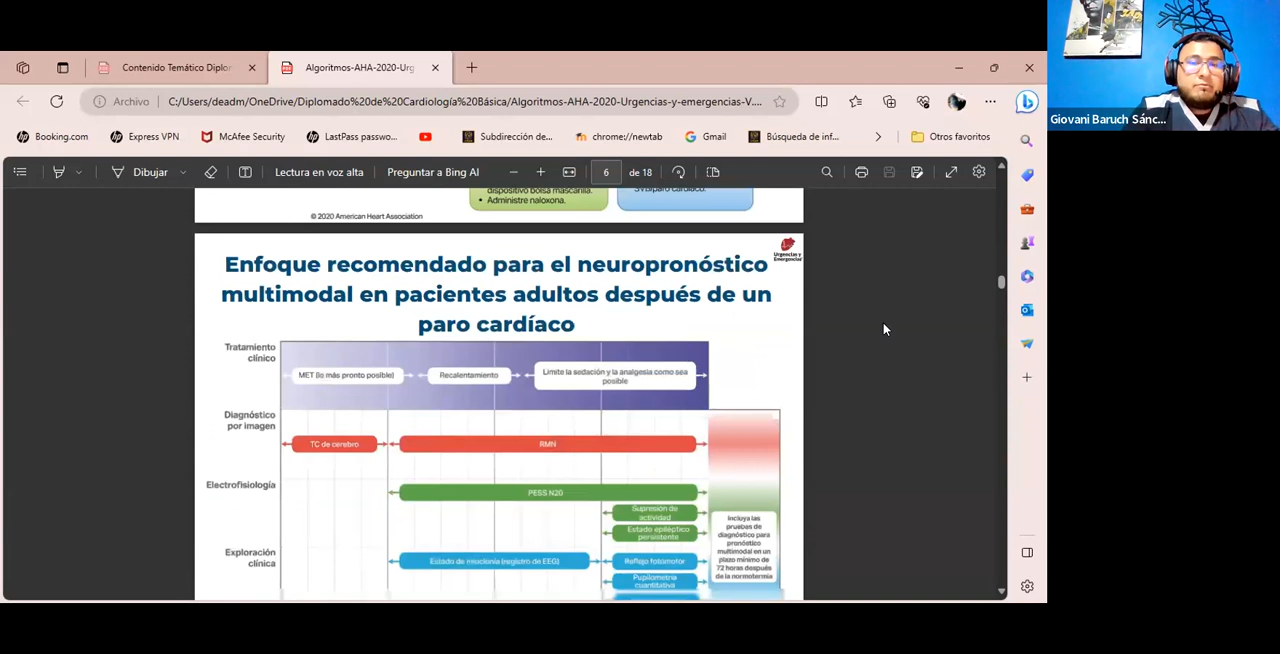 Contenido Temático Diplor
Algoritmos-AHA-2020-Urg
Archivo
C:/Users/deadm/OneDrive/Diplomado%20de%20Cardiología%20Básica/Algoritmos-AHA-2020-Urgencias-y-emergencias-V....
Booking.com
Express VPN
McAfee Security
LastPass passwo...
Subdirección de...
chrome://newtab
Gmail
Búsqueda de inf...
Otros favoritos
Dibujar
Lectura en voz alta
Preguntar a Bing AI
6
de 18
dispositivo bolsa mascarilla.
• Administre naloxona.
© 2020 American Heart Association
Urgencias y
Emergencias
Enfoque recomendado para el neuropronóstico
multimodal en pacientes adultos después de un
paro cardíaco
Tratamiento
clínico
MET (lo más pronto posible)
Recalentamiento
Limite la sedación y la analgesia como sea
posible
Diagnóstico
por imagen
TC de cerebro
RMN
Electrofisiología
PESS N20
Supresión de
actividad
Estado epiléptico
persistente
Exploración
clínica
Estado de mioclonía (registro de EEG)
Reflejo fotomotor
Pupilometría
cuantitativa
Incluya las
pruebas de
diagnóstico para
pronóstico
multimodal en un
plazo mínimo de
72 horas después
de la normotermia
Giovani Baruch Sánc...